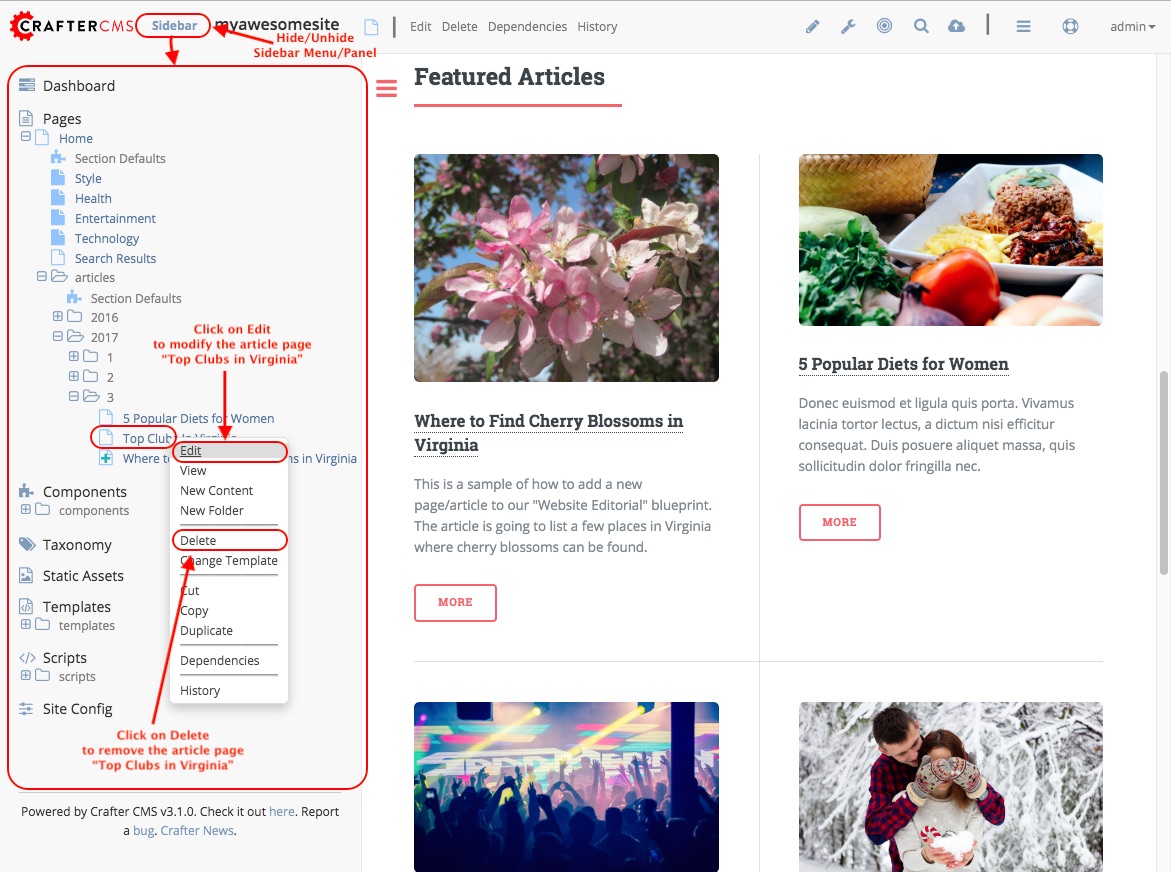 CRAFTERCMS Sidebar myawesomesite Edit Delete Dependencies History admin
Hide/Unhide
Sidebar Menu/Panel
Dashboard
Pages
Home
Section Defaults
Style
Health
Entertainment
Technology
Search Results
articles
Section Defaults
2016
2017
1
2
3
5 Popular Diets for Women
Top Clubs In Virginia
Where to ns in Virginia
Click on Edit
to modify the article page
“Top Clubs in Virginia”
Edit
View
New Content
New Folder
Delete
Change Template
Cut
Copy
Duplicate
Dependencies
History
Components
components
Taxonomy
Static Assets
Templates
templates
Scripts
scripts
Site Config
Click on Delete
to remove the article page
“Top Clubs in Virginia”
Powered by Crafter CMS v3.1.0. Check it out here. Report
a bug. Crafter News.
Featured Articles
Where to Find Cherry Blossoms in
Virginia
This is a sample of how to add a new
page/article to our "Website Editorial" blueprint.
The article is going to list a few places in Virginia
where cherry blossoms can be found.
MORE
5 Popular Diets for Women
Donec euismod et ligula quis porta. Vivamus
lacinia tortor lectus, a dictum nisi efficitur
consequat. Duis posuere aliquet massa, quis
sollicitudin dolor fringilla nec.
MORE